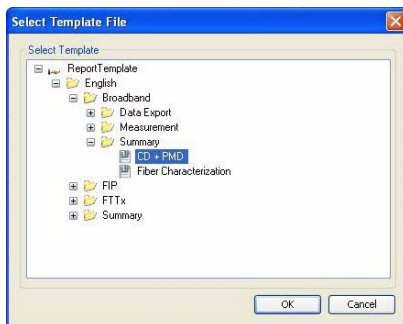 Select Template File
Select Template
ReportTemplate
English
Broadband
Data Export
Measurement
Summary
CD + PMD
Fiber Characterization
FIP
FTTx
Summary
OK
Cancel